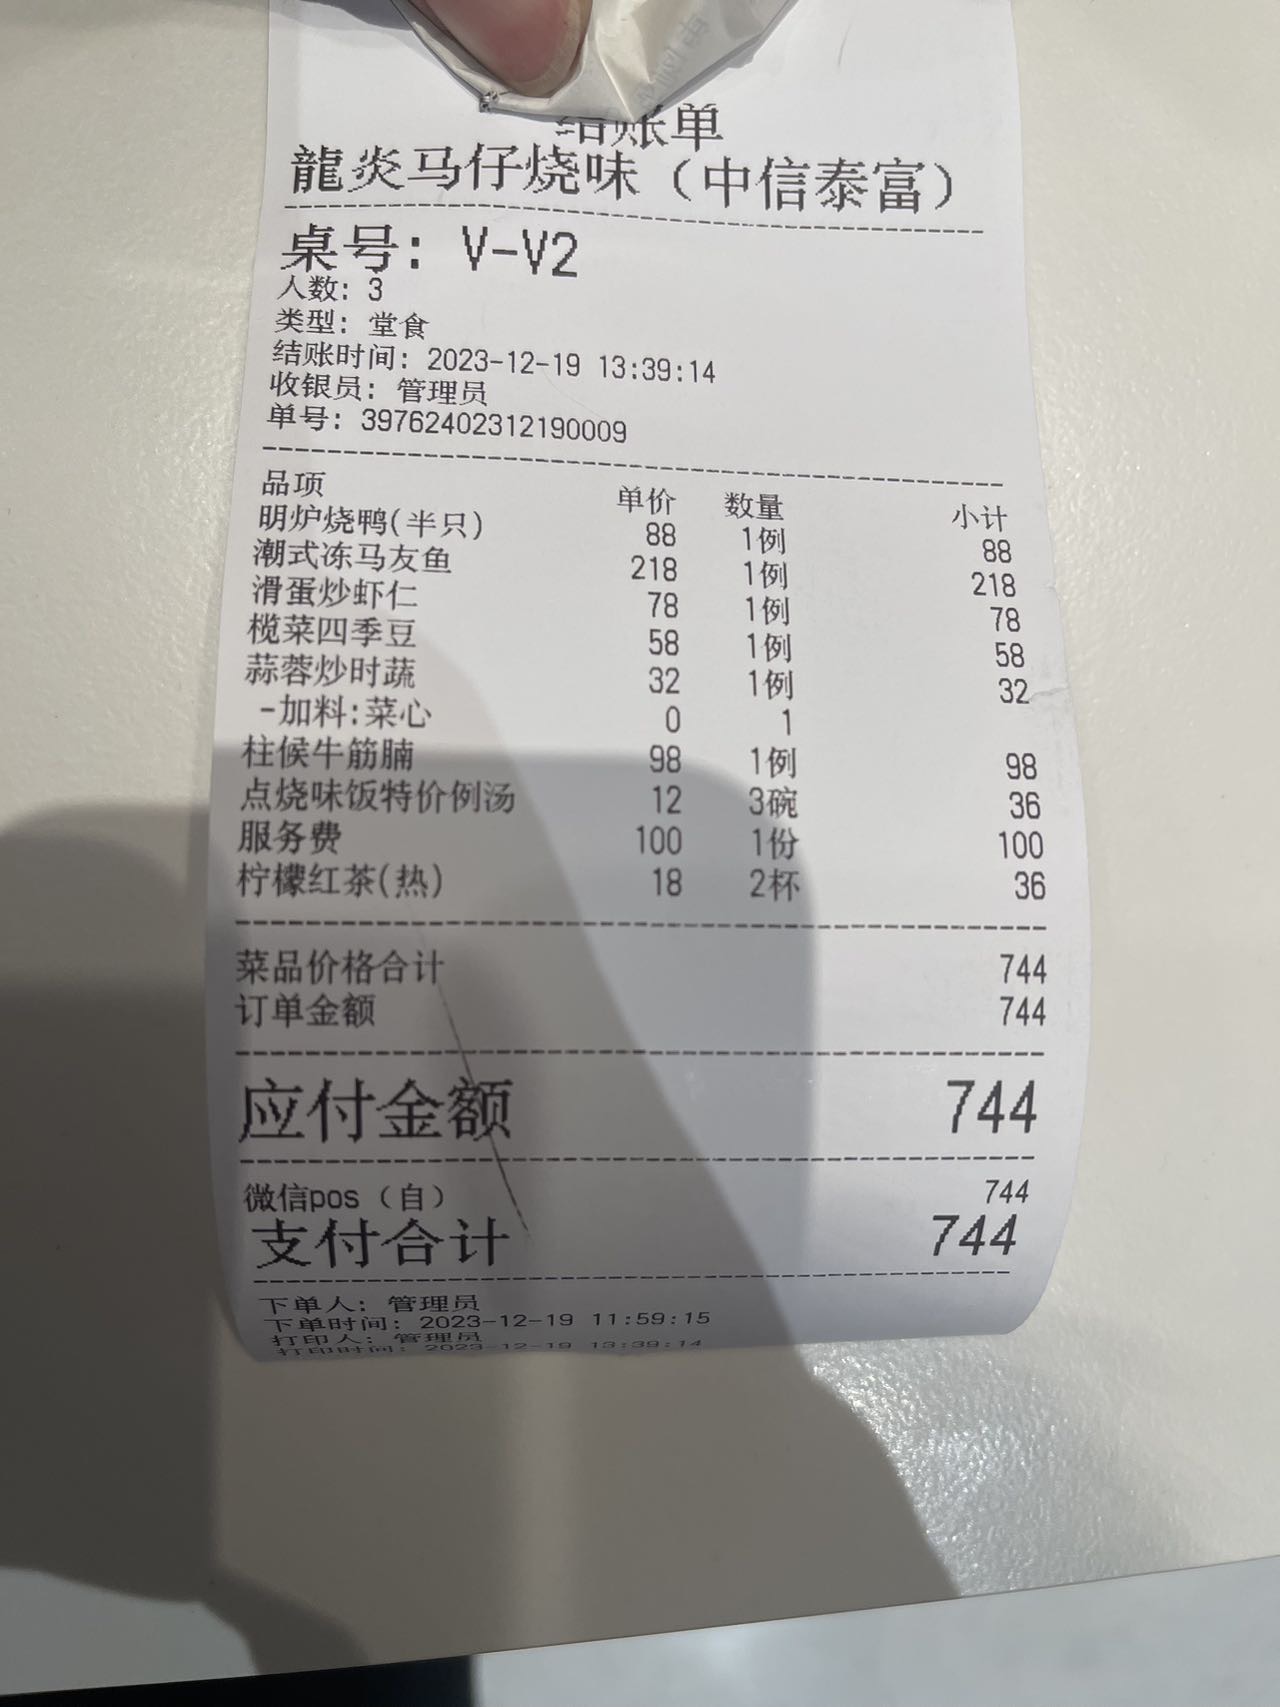 结账单
龍炎马仔烧味（中信泰富）
桌号： V-V2
人数: 3
类型: 堂食
结账时间: 2023-12-19 13:39:14
收银员: 管理员
单号: 39762402312190009
品项 单价 数量 小计
明炉烧鸭(半只) 88 1例 88
潮式冻马友鱼 218 1例 218
滑蛋炒虾仁 78 1例 78
榄菜四季豆 58 1例 58
蒜蓉炒时蔬 32 1例 32
-加料:菜心 0 1
柱候牛筋腩 98 1例 98
点烧味饭特价例汤 12 3碗 36
服务费 100 1份 100
柠檬红茶(热) 18 2杯 36
菜品价格合计 744
订单金额 744
应付金额 744
微信pos（自） 744
支付合计 744
下单人: 管理员
下单时间: 2023-12-19 11:59:15
打印人: 管理员
打印时间: 2023-12-19 13:39:14